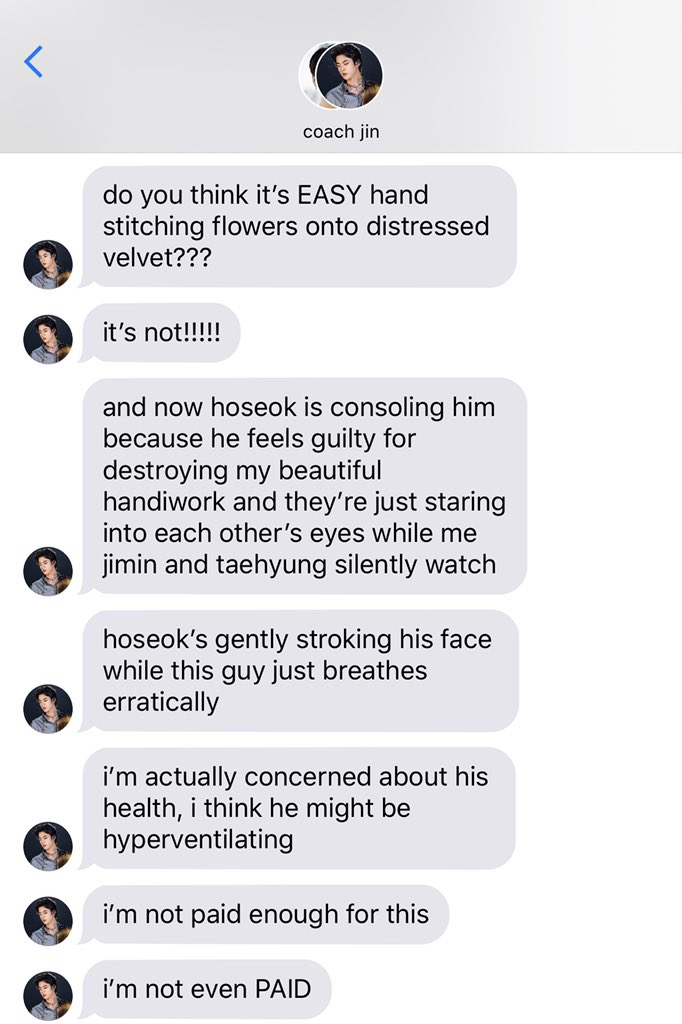 coach jin
do you think it’s EASY hand
stitching flowers onto distressed
velvet???
it’s not!!!!!
and now hoseok is consoling him
because he feels guilty for
destroying my beautiful
handiwork and they’re just staring
into each other’s eyes while me
jimin and taehyung silently watch
hoseok’s gently stroking his face
while this guy just breathes
erratically
i’m actually concerned about his
health, i think he might be
hyperventilating
i’m not paid enough for this
i’m not even PAID